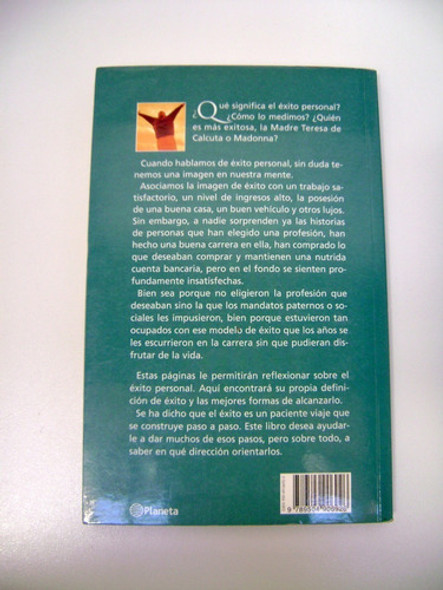 ¿Qué significa el éxito personal?
¿Cómo lo medimos? ¿Quién
es más exitosa, la Madre Teresa de
Calcuta o Madonna?
Cuando hablamos de éxito personal, sin duda te-
nemos una imagen en nuestra mente.
Asociamos la imagen de éxito con un trabajo sa-
tisfactorio, un nivel de ingresos alto, la posesión
de una buena casa, un buen vehículo y otros lujos.
Sin embargo, a nadie sorprenden ya las historias
de personas que han elegido una profesión, han
hecho una buena carrera en ella, han comprado lo
que deseaban comprar y mantienen una nutrida
cuenta bancaria, pero en el fondo se sienten pro-
fundamente insatisfechas.
Bien sea porque no eligieron la profesión que
deseaban sino la que los mandatos paternos o so-
ciales les impusieron, bien porque estuvieron tan
ocupados con ese modelo de éxito que los años se
les escurrieron en la carrera sin que pudieran dis-
frutar de la vida.
Estas páginas le permitirán reflexionar sobre el
éxito personal. Aquí encontrará su propia defini-
ción de éxito y las mejores formas de alcanzarlo.
Se ha dicho que el éxito es un paciente viaje que
se construye paso a paso. Este libro desea ayudar-
le a dar muchos de esos pasos, pero sobre todo, a
saber en qué dirección orientarlos.
Planeta